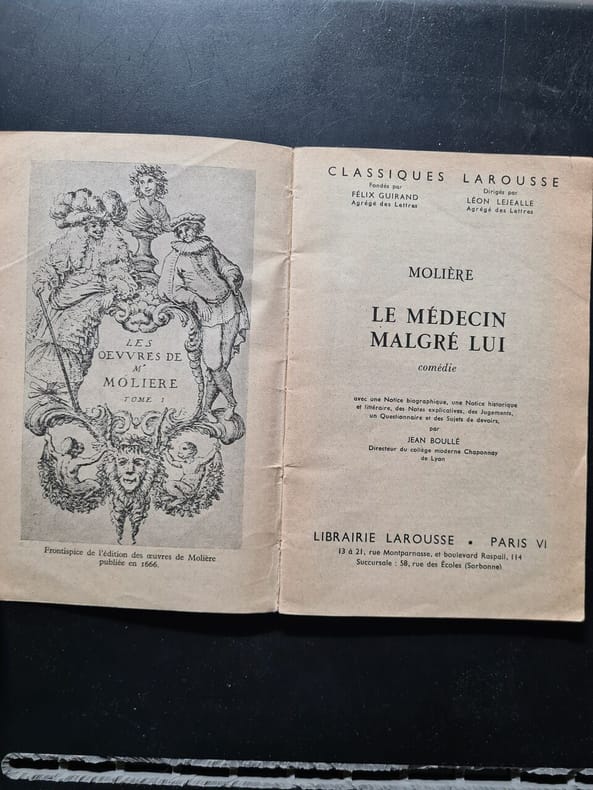 LES
OEVVRES DE
Mr
MOLIERE
TOME I
Frontispice de l'édition des œuvres de Molière
publiée en 1666.
CLASSIQUES LAROUSSE
Fondés par
FÉLIX GUIRAND
Agrégé des Lettres
Dirigés par
LÉON LEJEALLE
Agrégé des Lettres
MOLIÈRE
LE MÉDECIN
MALGRÉ LUI
comédie
avec une Notice biographique, une Notice historique
et littéraire, des Notes explicatives, des Jugements,
un Questionnaire et des Sujets de devoirs,
par
JEAN BOULLÉ
Directeur du collège moderne Chaponnay
de Lyon
LIBRAIRIE LAROUSSE • PARIS VI
13 à 21, rue Montparnasse, et boulevard Raspail, 114
Succursale : 58, rue des Écoles (Sorbonne)